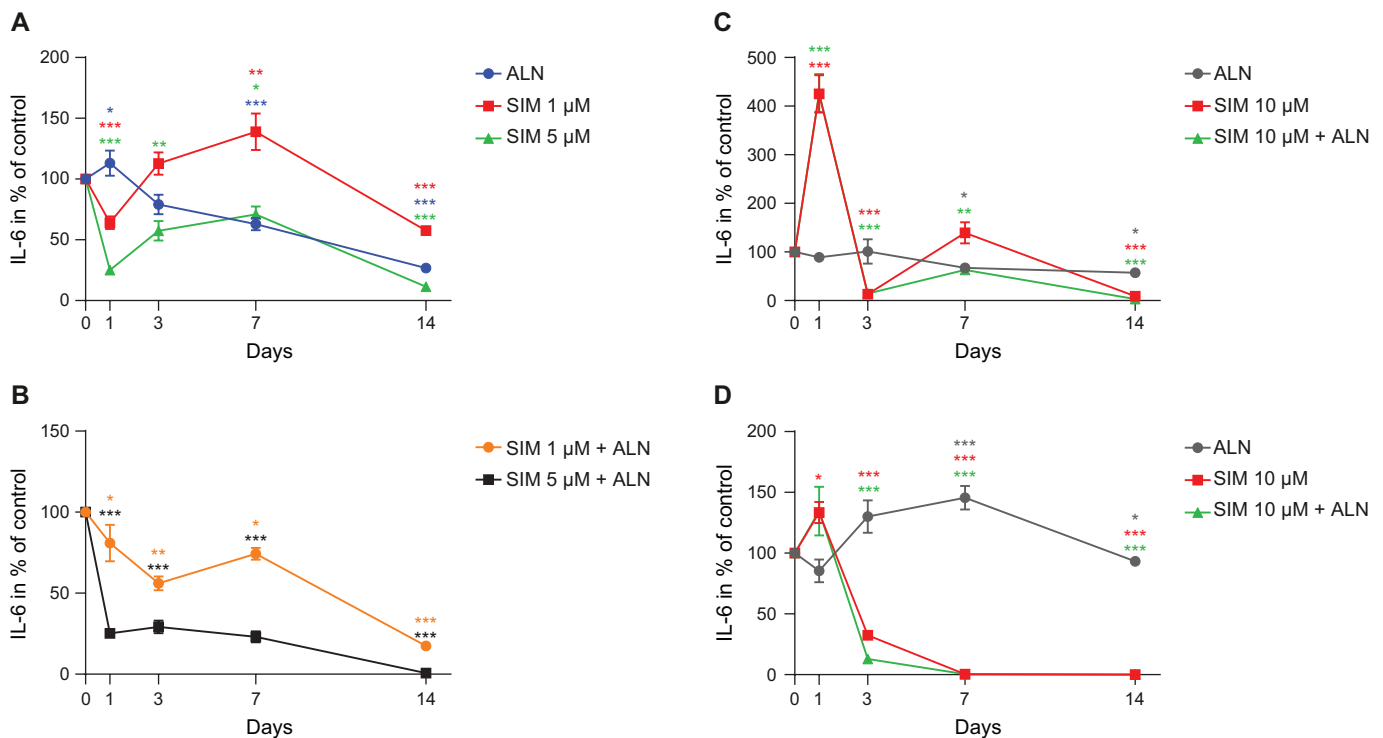 A
IL-6 in % of control
200
150
100
50
0
*
***
***
**
**
*
***
***
***
***
0 1 3 7 14
Days
ALN
SIM 1 µM
SIM 5 µM
B
IL-6 in % of control
150
100
50
0
*
***
**
***
*
***
***
***
0 1 3 7 14
Days
SIM 1 µM + ALN
SIM 5 µM + ALN
C
IL-6 in % of control
500
400
300
200
100
0
***
***
***
***
*
**
*
***
***
0 1 3 7 14
Days
ALN
SIM 10 µM
SIM 10 µM + ALN
D
IL-6 in % of control
200
150
100
50
0
*
***
***
***
***
***
*
***
***
0 1 3 7 14
Days
ALN
SIM 10 µM
SIM 10 µM + ALN